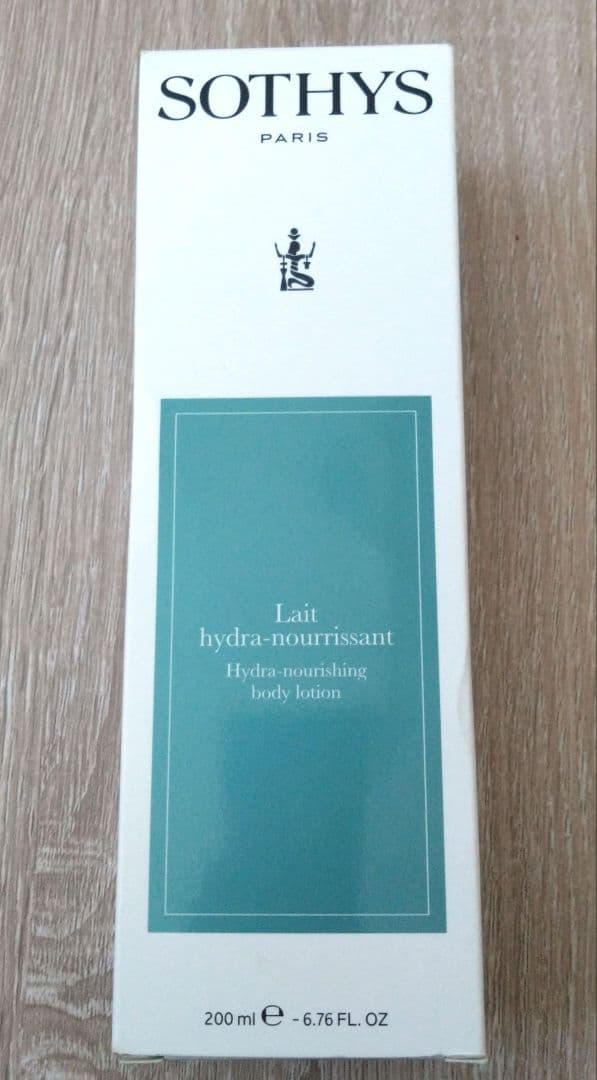 SOTHYS
PARIS
Lait
hydra-nourrissant
Hydra-nourishing
body lotion
200 ml ℮ - 6.76 FL. OZ